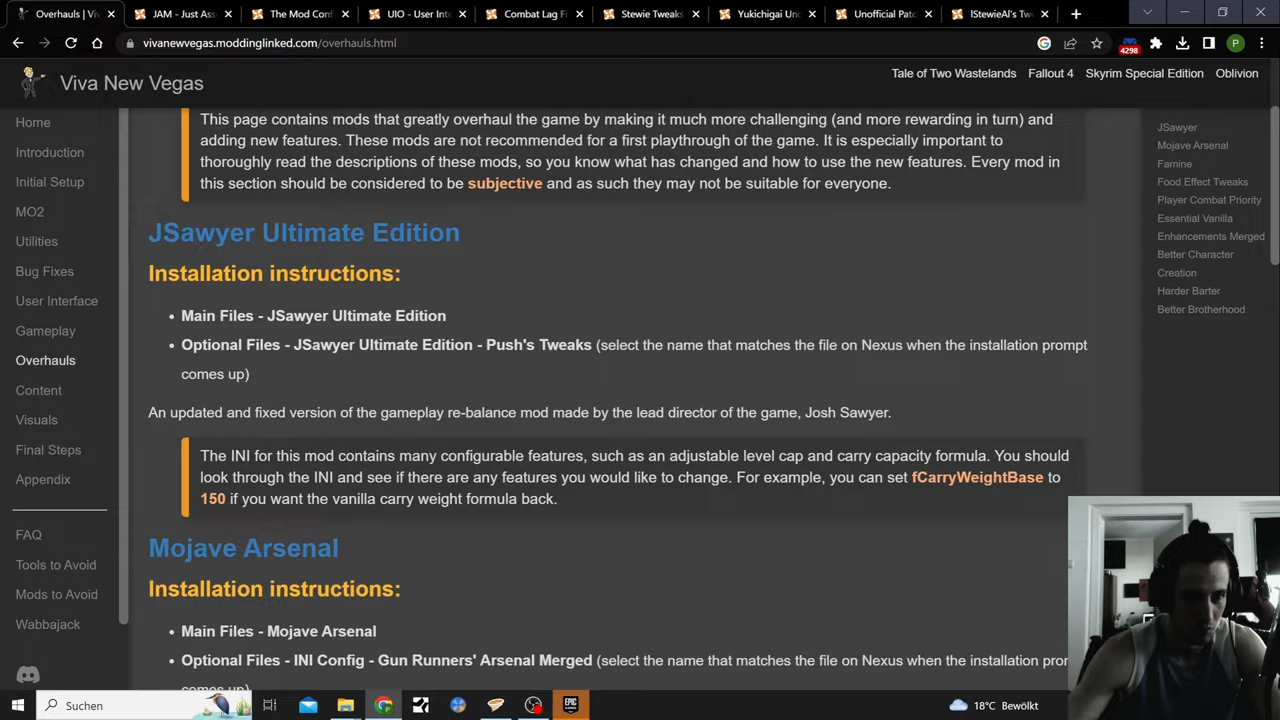 Overhauls | Viv
JAM - Just Ass
The Mod Conf
UIO - User Inte
Combat Lag Fi
Stewie Tweaks
Yukichigai Uno
Unofficial Patc
lStewieAl's Tw
vivanewvegas.moddinglinked.com/overhauls.html
4298
P
Viva New Vegas
Tale of Two Wastelands Fallout 4 Skyrim Special Edition Oblivion
Home
Introduction
Initial Setup
MO2
Utilities
Bug Fixes
User Interface
Gameplay
Overhauls
Content
Visuals
Final Steps
Appendix
FAQ
Tools to Avoid
Mods to Avoid
Wabbajack
This page contains mods that greatly overhaul the game by making it much more challenging (and more rewarding in turn) and
adding new features. These mods are not recommended for a first playthrough of the game. It is especially important to
thoroughly read the descriptions of these mods, so you know what has changed and how to use the new features. Every mod in
this section should be considered to be subjective and as such they may not be suitable for everyone.
JSawyer Ultimate Edition
Installation instructions:
• Main Files - JSawyer Ultimate Edition
• Optional Files - JSawyer Ultimate Edition - Push's Tweaks (select the name that matches the file on Nexus when the installation prompt
comes up)
An updated and fixed version of the gameplay re-balance mod made by the lead director of the game, Josh Sawyer.
The INI for this mod contains many configurable features, such as an adjustable level cap and carry capacity formula. You should
look through the INI and see if there are any features you would like to change. For example, you can set fCarryWeightBase to
150 if you want the vanilla carry weight formula back.
Mojave Arsenal
Installation instructions:
• Main Files - Mojave Arsenal
• Optional Files - INI Config - Gun Runners' Arsenal Merged (select the name that matches the file on Nexus when the installation pror
comes up)
JSawyer
Mojave Arsenal
Famine
Food Effect Tweaks
Player Combat Priority
Essential Vanilla
Enhancements Merged
Better Character
Creation
Harder Barter
Better Brotherhood
Suchen
EPIC
18°C Bewölkt